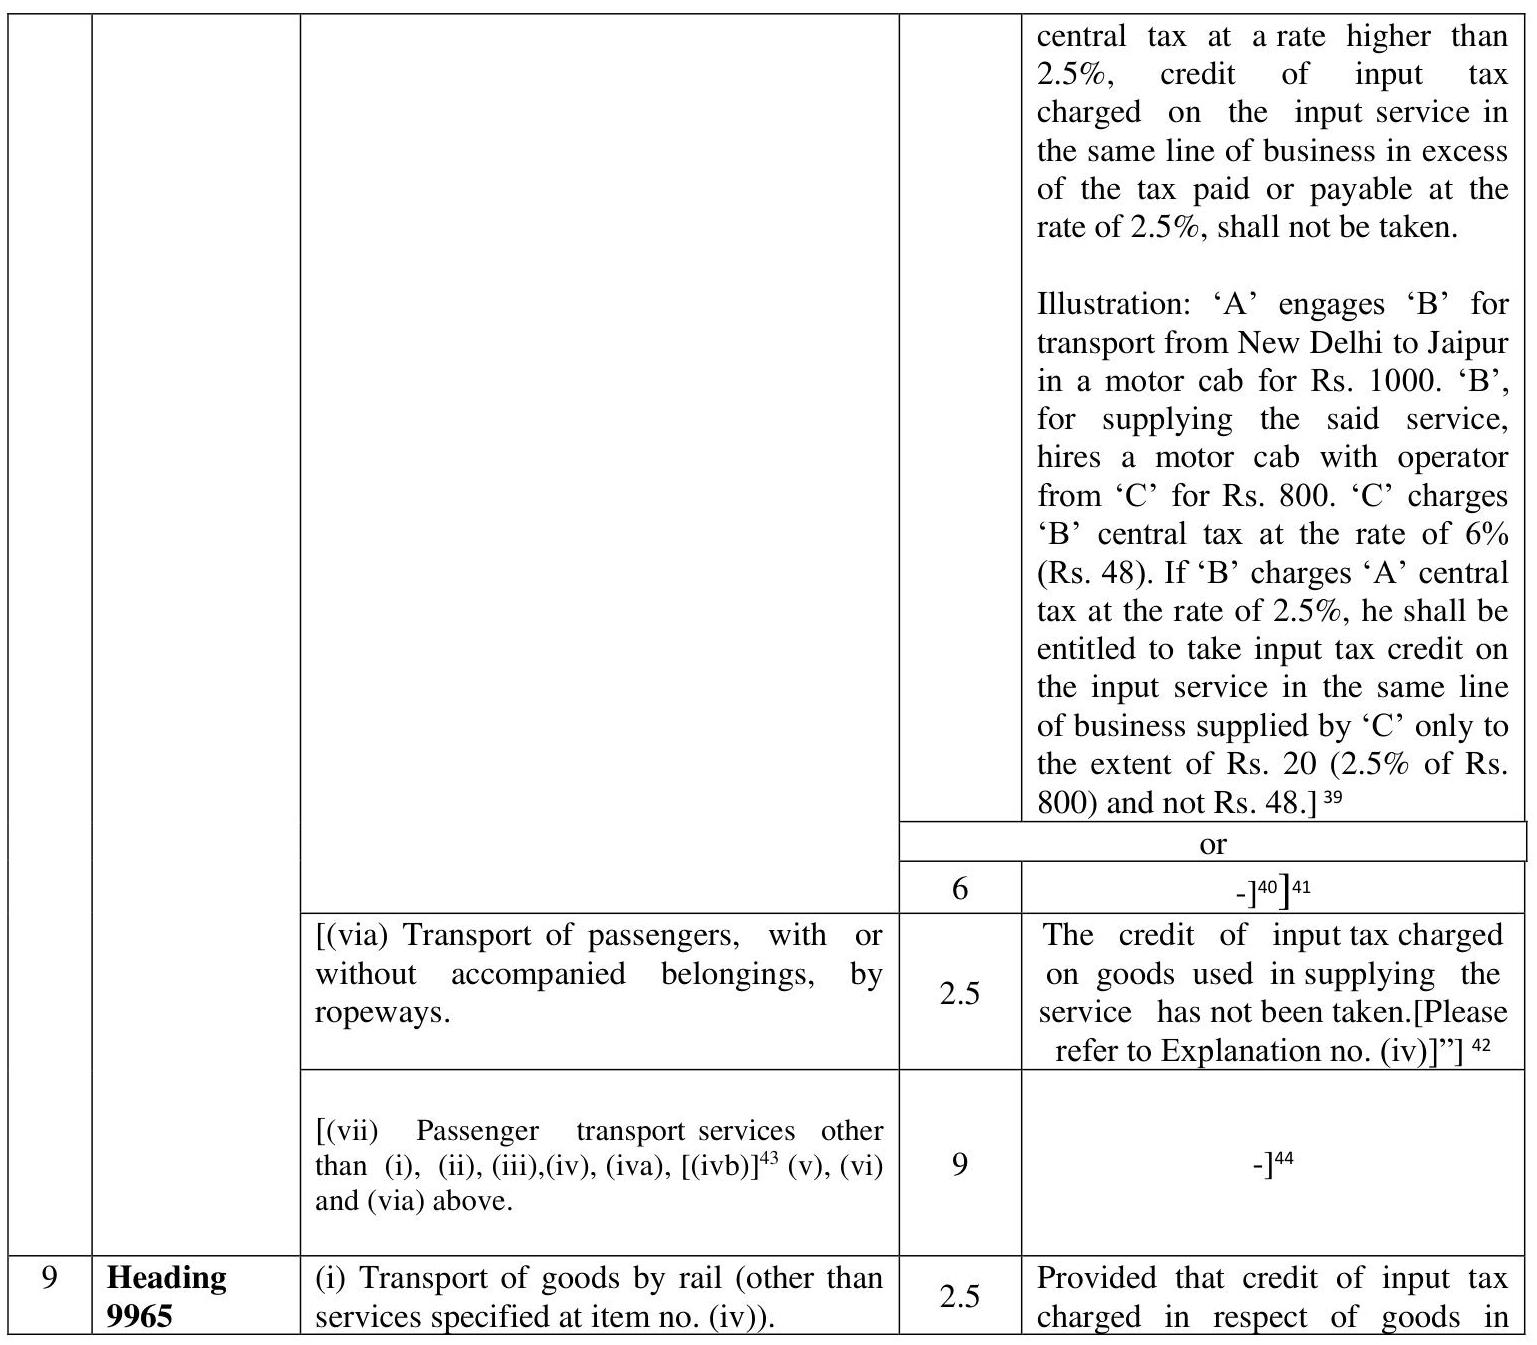 central tax at a rate higher than
2.5%, credit of input tax
charged on the input service in
the same line of business in excess
of the tax paid or payable at the
rate of 2.5%, shall not be taken.
Illustration: ‘A’ engages ‘B’ for
transport from New Delhi to Jaipur
in a motor cab for Rs. 1000. ‘B’,
for supplying the said service,
hires a motor cab with operator
from ‘C’ for Rs. 800. ‘C’ charges
‘B’ central tax at the rate of 6%
(Rs. 48). If ‘B’ charges ‘A’ central
tax at the rate of 2.5%, he shall be
entitled to take input tax credit on
the input service in the same line
of business supplied by ‘C’ only to
the extent of Rs. 20 (2.5% of Rs.
800) and not Rs. 48.] 39
or
6
-]40]41
[(via) Transport of passengers, with or
without accompanied belongings, by
ropeways.
2.5
The credit of input tax charged
on goods used in supplying the
service has not been taken.[Please
refer to Explanation no. (iv)]”] 42
[(vii) Passenger transport services other
than (i), (ii), (iii),(iv), (iva), [(ivb)]43 (v), (vi)
and (via) above.
9
-]44
9
Heading
9965
(i) Transport of goods by rail (other than
services specified at item no. (iv)).
2.5
Provided that credit of input tax
charged in respect of goods in